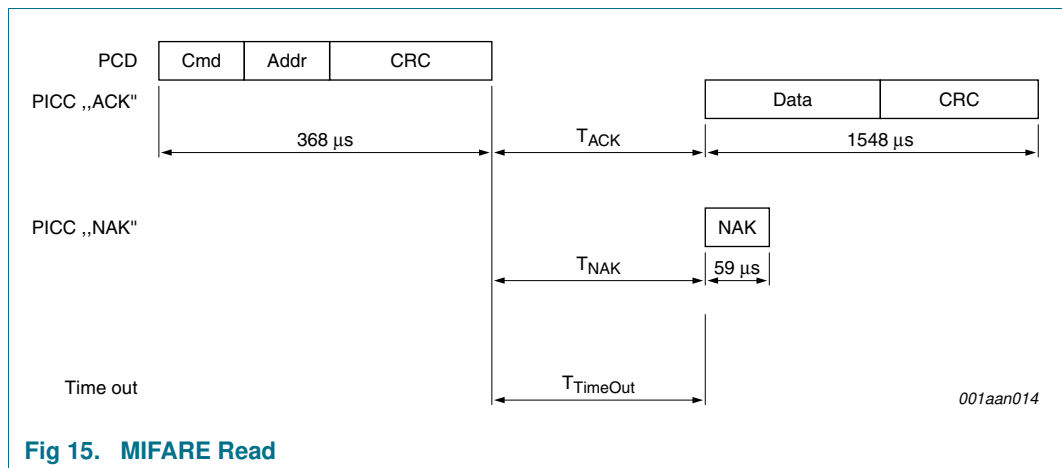 PCD
Cmd
Addr
CRC
PICC ,,ACK"
Data
CRC
368 µs
TACK
1548 µs
PICC ,,NAK"
NAK
TNAK
59 µs
Time out
TTimeOut
001aan014
Fig 15. MIFARE Read